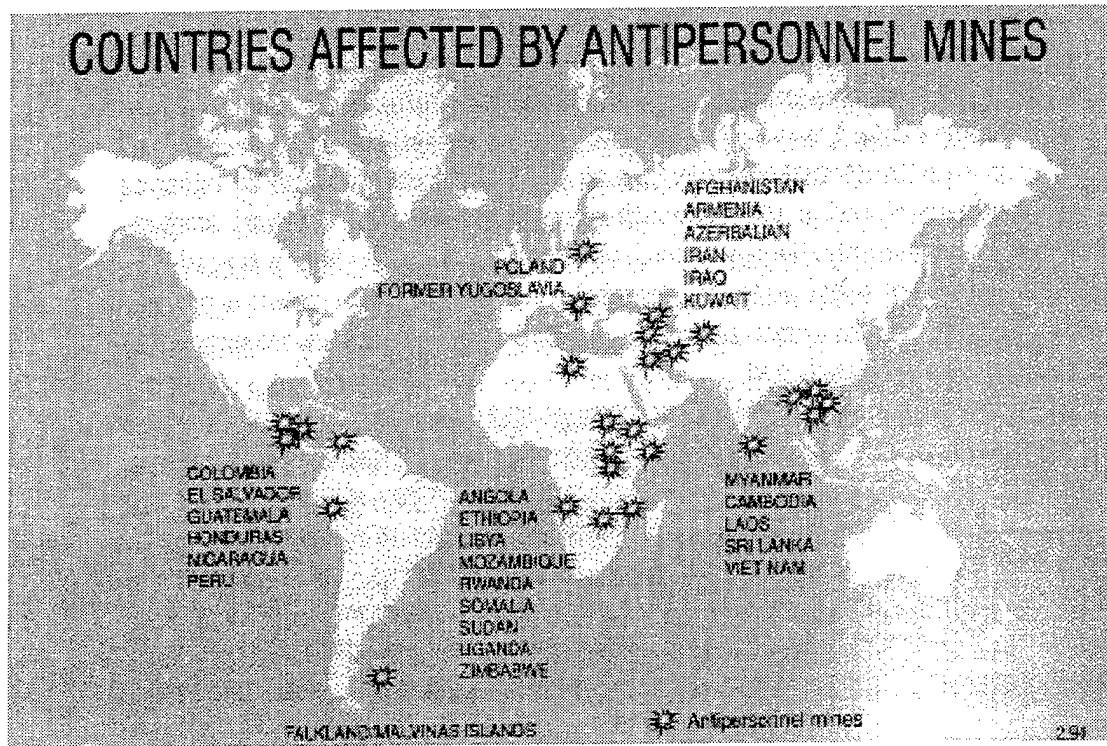 COUNTRIES AFFECTED BY ANTIPERSONNEL MINES
AFGHANISTAN
ARMENIA
AZERBAIJAN
IRAN
IRAQ
KUWAIT
POLAND
FORMER YUGOSLAVIA
COLOMBIA
EL SALVADOR
GUATEMALA
HONDURAS
NICARAGUA
PERU
ANGOLA
ETHIOPIA
LIBYA
MOZAMBIQUE
RWANDA
SOMALIA
SUDAN
UGANDA
ZIMBABWE
MYANMAR
CAMBODIA
LAOS
SRI LANKA
VIET NAM
FALKLAND/MALVINAS ISLANDS
Antipersonnel mines
2.94